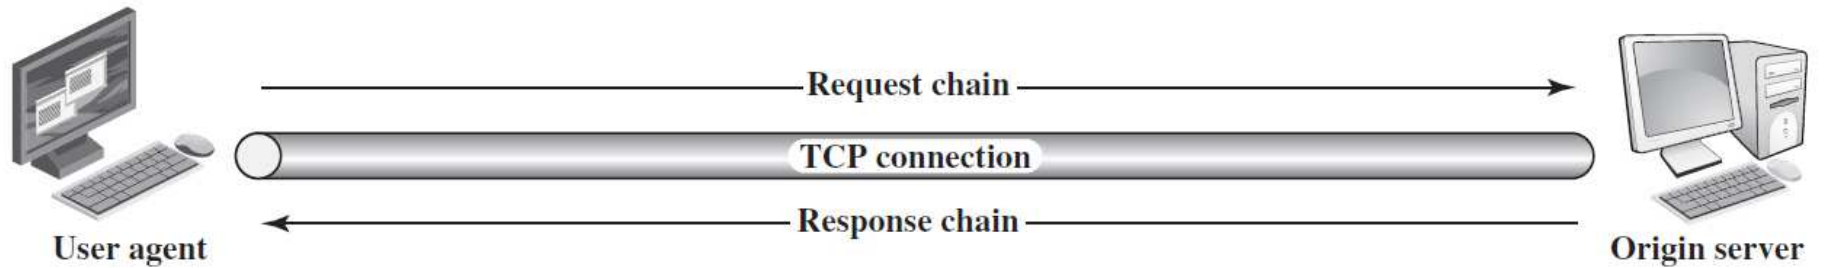 Request chain
TCP connection
Response chain
User agent
Origin server